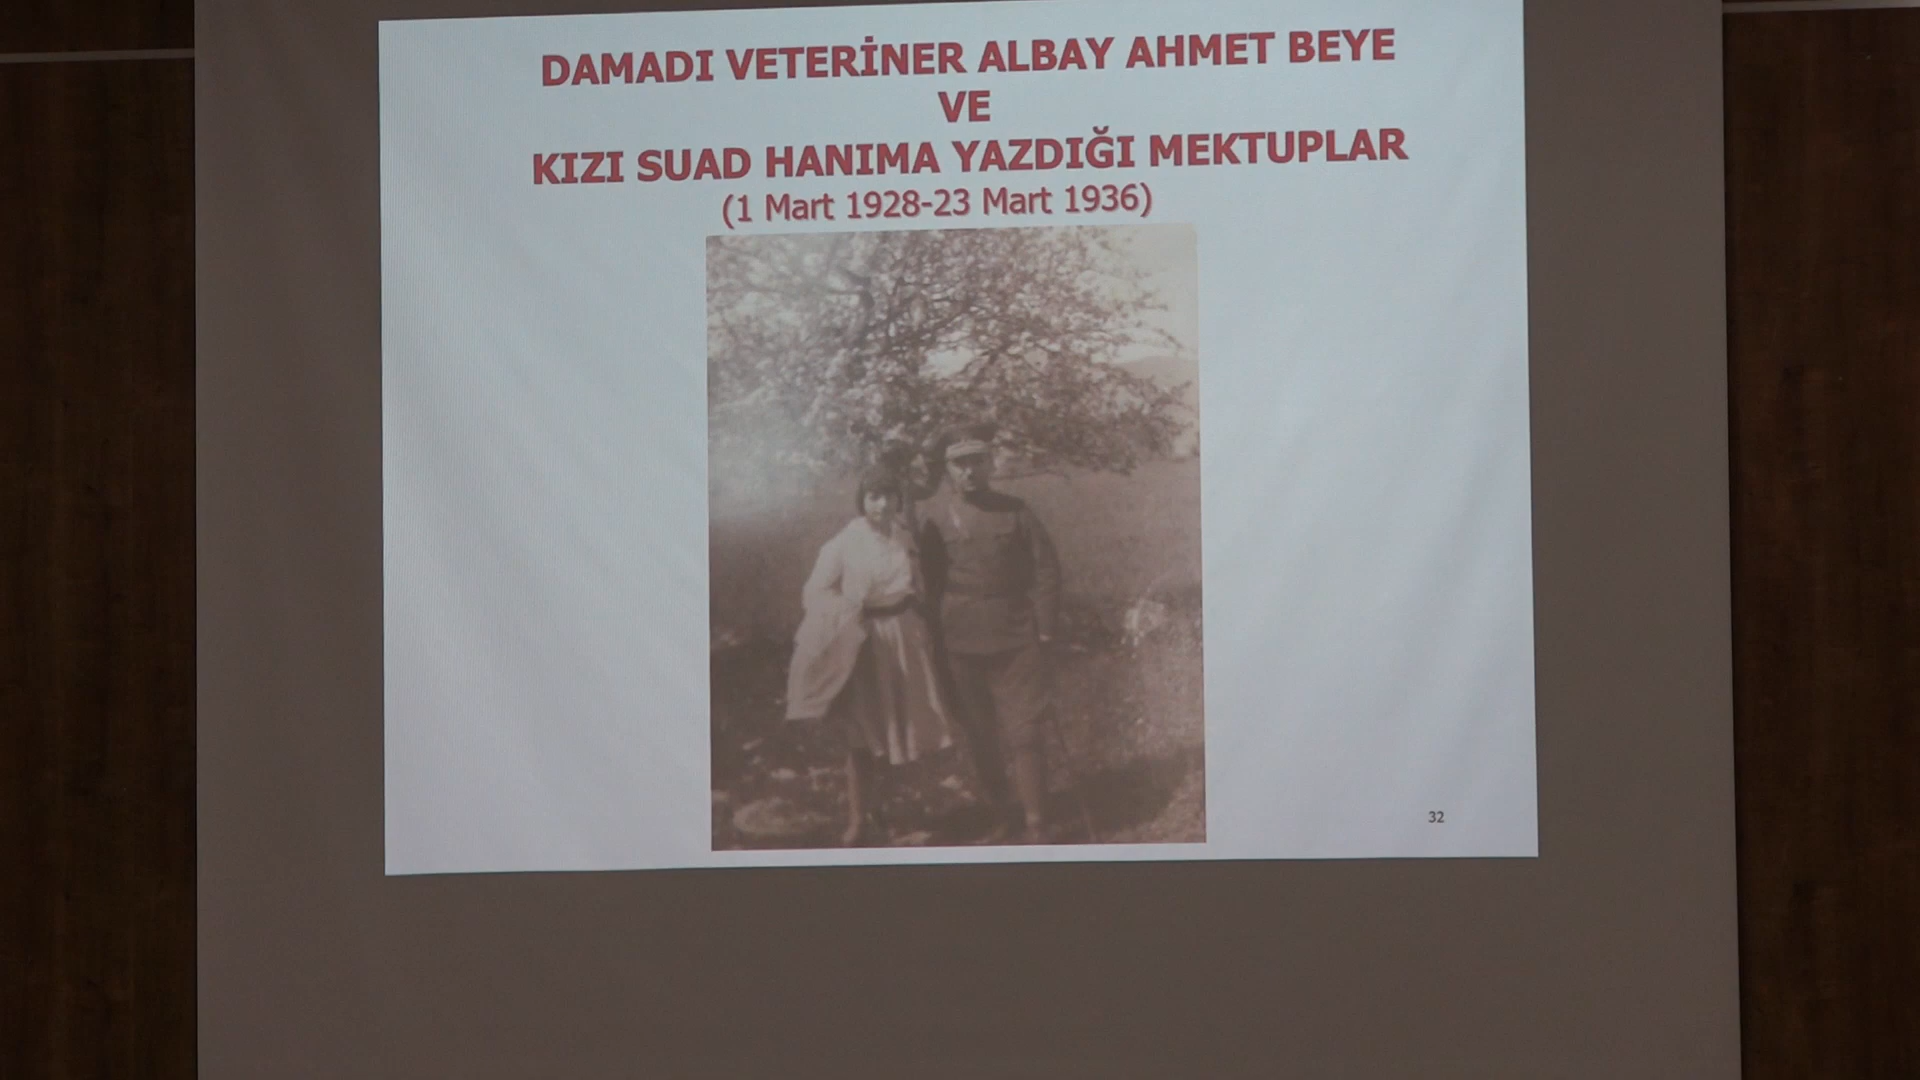 DAMADI VETERİNER ALBAY AHMET BEYE
VE
KIZI SUAD HANIMA YAZDIĞI MEKTUPLAR
(1 Mart 1928-23 Mart 1936)
32